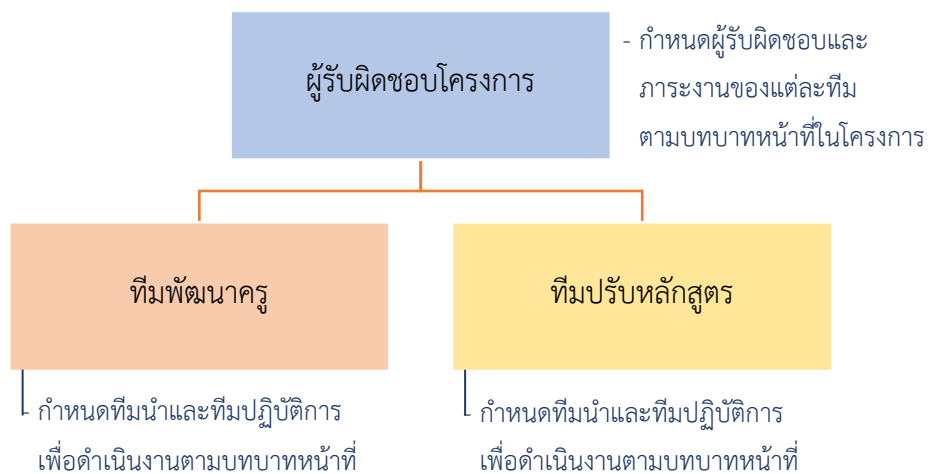 ผู้รับผิดชอบโครงการ
- กำหนดผู้รับผิดชอบและ
ภาระงานของแต่ละทีม
ตามบทบาทหน้าที่ในโครงการ
ทีมพัฒนาครู
ทีมปรับหลักสูตร
- กำหนดทีมนำและทีมปฏิบัติการ
เพื่อดำเนินงานตามบทบาทหน้าที่
- กำหนดทีมนำและทีมปฏิบัติการ
เพื่อดำเนินงานตามบทบาทหน้าที่